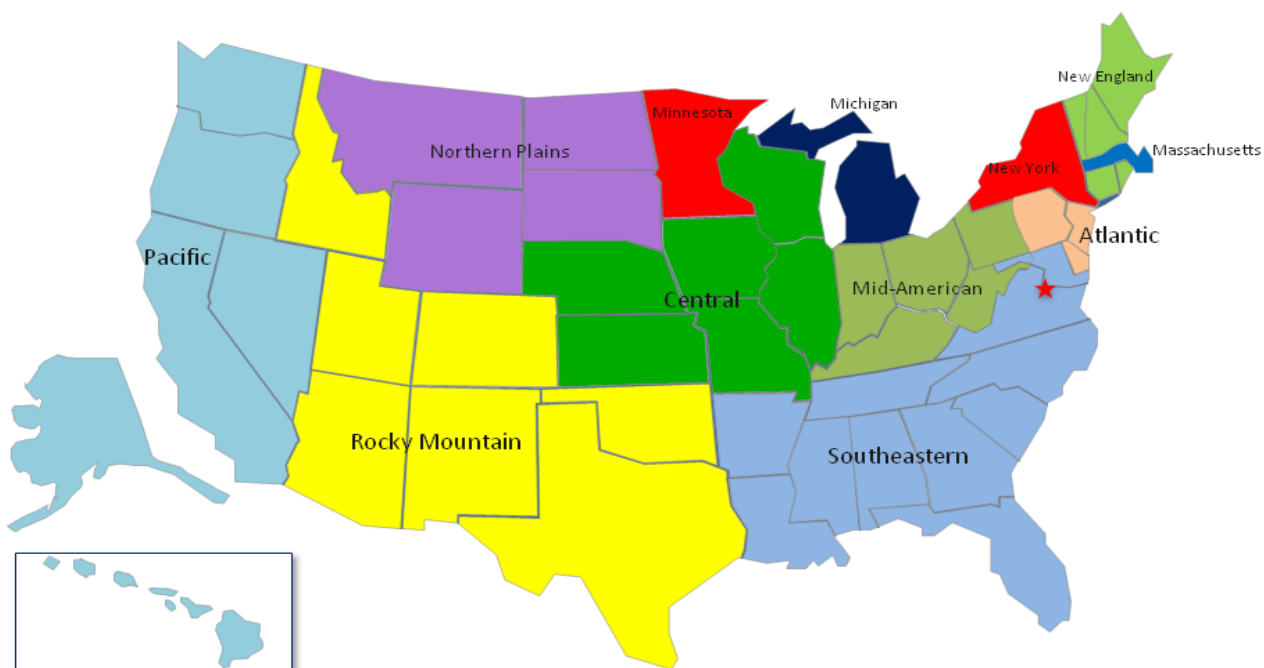 New England
Michigan
Minnesota
Massachusetts
Northern Plains
New York
Atlantic
Pacific
Mid-American
Central
Rocky Mountain
Southeastern